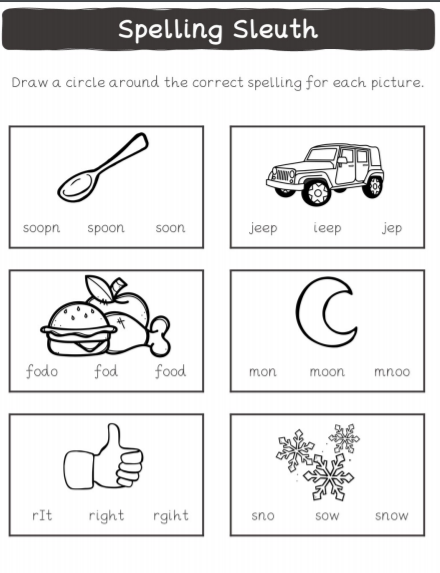 Spelling Sleuth
Draw a circle around the correct spelling for each picture.
soopn spoon soon
jeep ieep jep
fodo fod food
mon moon mnoo
rIt right rgiht
sno sow snow